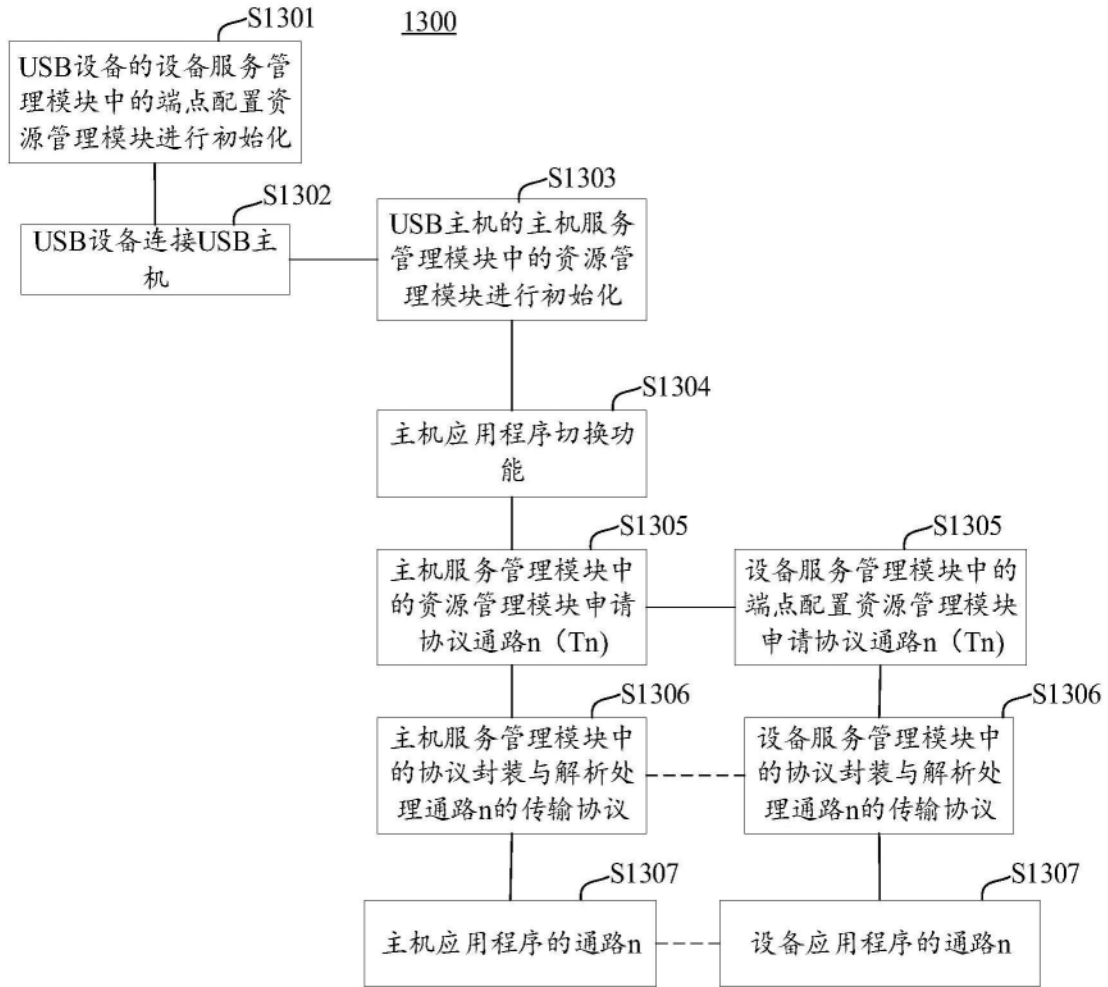 S1301
1300
USB设备的设备服务管
理模块中的端点配置资
源管理模块进行初始化
S1302
USB设备连接USB主
机
S1303
USB主机的主机服务
管理模块中的资源管
理模块进行初始化
S1304
主机应用程序切换功
能
S1305
主机服务管理模块中
的资源管理模块申请
协议通路n（Tn)
S1305
设备服务管理模块中的
端点配置资源管理模块
申请协议通路n（Tn)
S1306
主机服务管理模块中
的协议封装与解析处
理通路n的传输协议
S1306
设备服务管理模块中
的协议封装与解析处
理通路n的传输协议
S1307
主机应用程序的通路n
S1307
设备应用程序的通路n